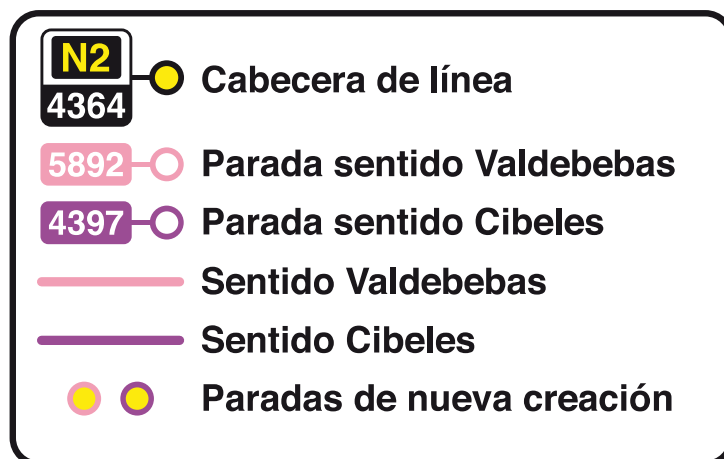 N2
4364
Cabecera de línea
5892 Parada sentido Valdebebas
4397 Parada sentido Cibeles
Sentido Valdebebas
Sentido Cibeles
Paradas de nueva creación